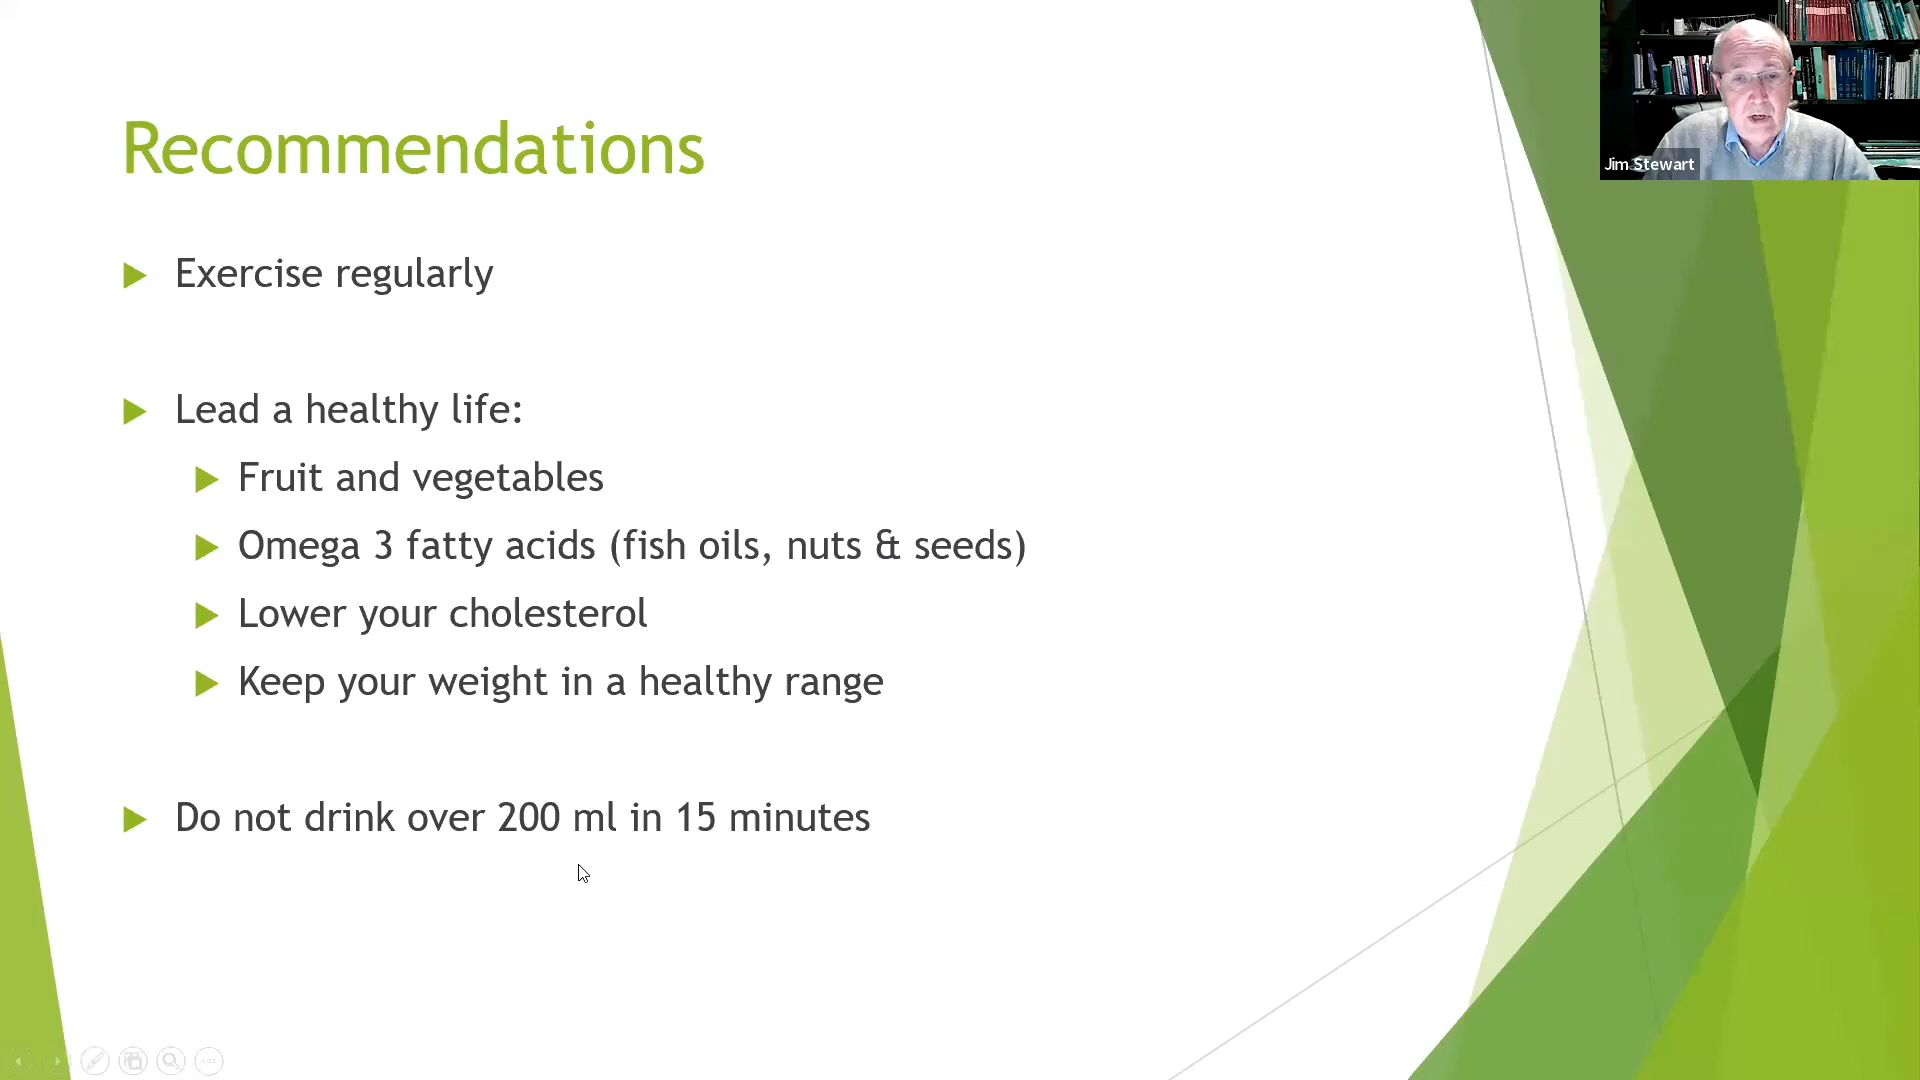 Recommendations
Exercise regularly
Lead a healthy life:
Fruit and vegetables
Omega 3 fatty acids (fish oils, nuts & seeds)
Lower your cholesterol
Keep your weight in a healthy range
Do not drink over 200 ml in 15 minutes
Jim Stewart